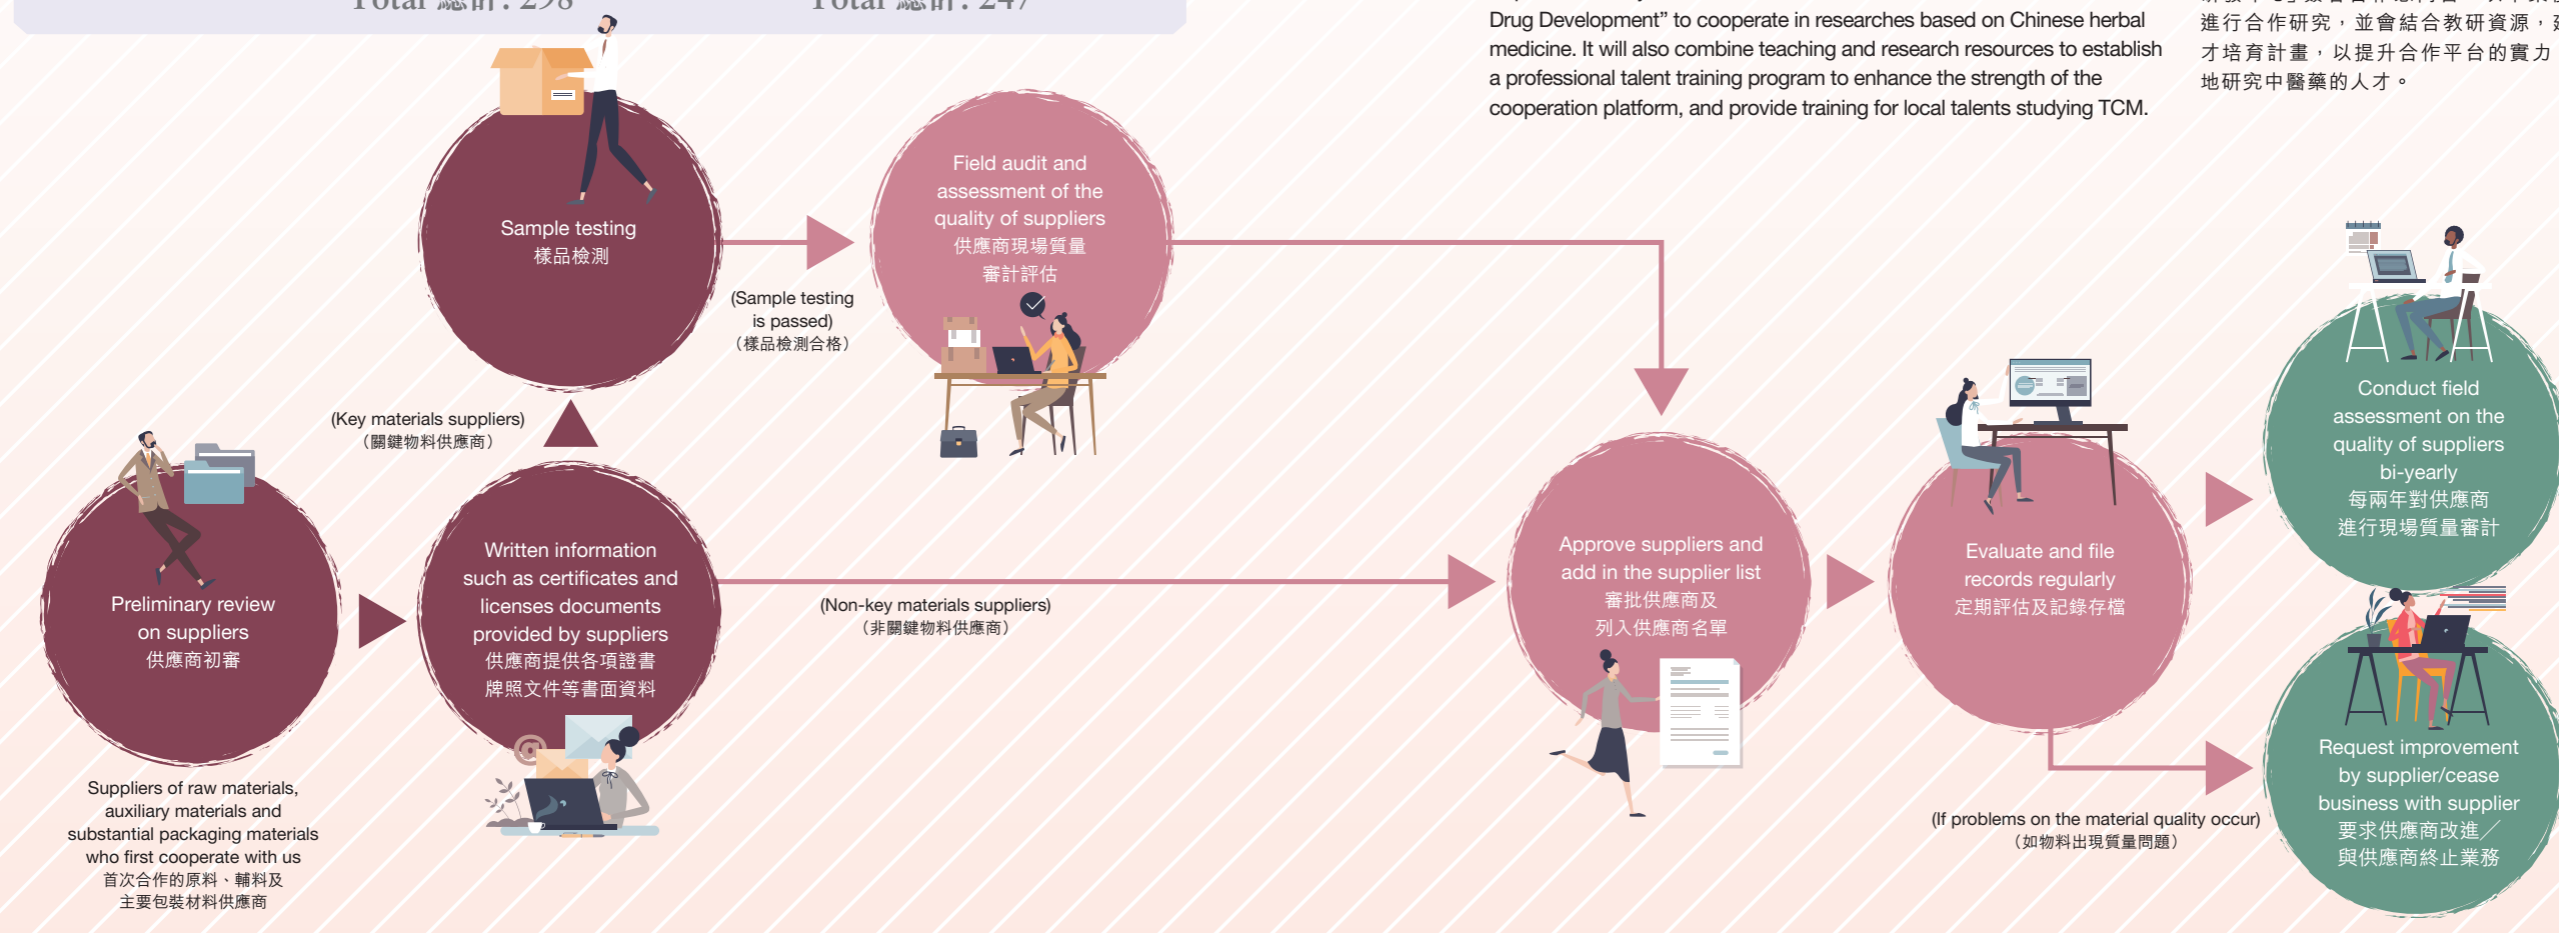 Total 總計: 298
Total 總計: 247
Drug Development” to cooperate in researches based on Chinese herbal
medicine. It will also combine teaching and research resources to establish
a professional talent training program to enhance the strength of the
cooperation platform, and provide training for local talents studying TCM.
進行合作研究，並會結合教研資源，
才培育計畫，以提升合作平台的實力
地研究中醫藥的人才。
Sample testing
樣品檢測
(Sample testing
is passed)
（樣品檢測合格）
Field audit and
assessment of the
quality of suppliers
供應商現場質量
審計評估
(Key materials suppliers)
（關鍵物料供應商）
Preliminary review
on suppliers
供應商初審
Suppliers of raw materials,
auxiliary materials and
substantial packaging materials
who first cooperate with us
首次合作的原料、輔料及
主要包裝材料供應商
Written information
such as certificates and
licenses documents
provided by suppliers
供應商提供各項證書
牌照文件等書面資料
@
(Non-key materials suppliers)
（非關鍵物料供應商）
Approve suppliers and
add in the supplier list
審批供應商及
列入供應商名單
Evaluate and file
records regularly
定期評估及記錄存檔
Conduct field
assessment on the
quality of suppliers
bi-yearly
每兩年對供應商
進行現場質量審計
(If problems on the material quality occur)
（如物料出現質量問題）
Request improvement
by supplier/cease
business with supplier
要求供應商改進／
與供應商終止業務